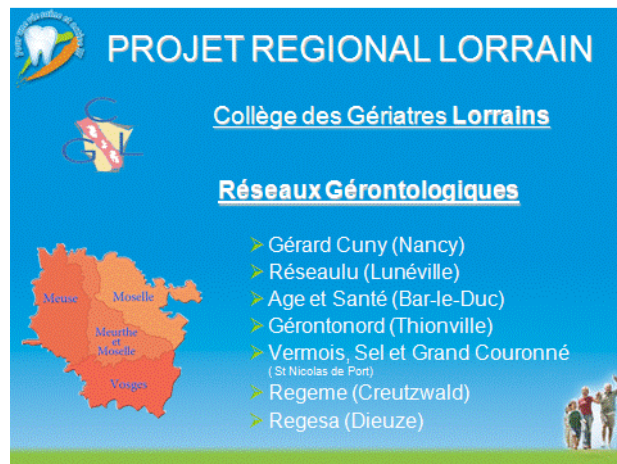 PROJET REGIONAL LORRAIN
C
G L
Collège des Gériatres Lorrains
Réseaux Gérontologiques
Gérard Cuny (Nancy)
Réseaulu (Lunéville)
Age et Santé (Bar-le-Duc)
Gérontonord (Thionville)
Vermois, Sel et Grand Couronné
( St Nicolas de Port)
Regeme (Creutzwald)
Regesa (Dieuze)
Meuse
Moselle
Meurthe
et
Moselle
Vosges